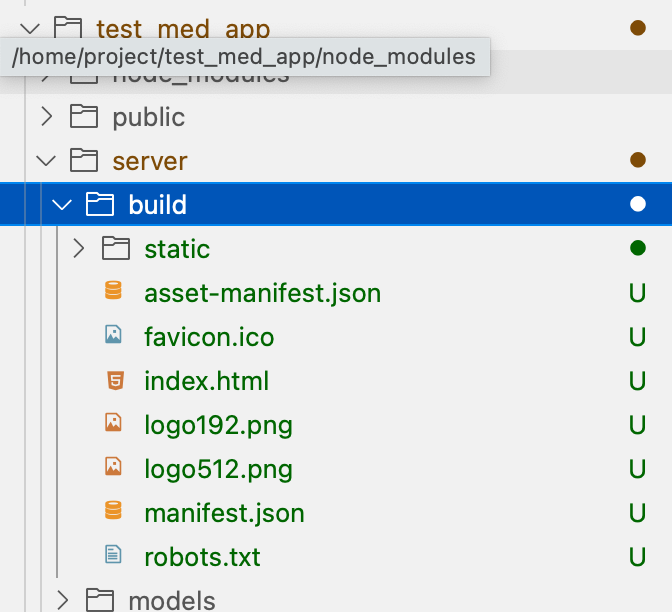 test_med_app
/home/project/test_med_app/node_modules
node_modules
public
server
build
static
asset-manifest.json U
favicon.ico U
index.html U
logo192.png U
logo512.png U
manifest.json U
robots.txt U
models